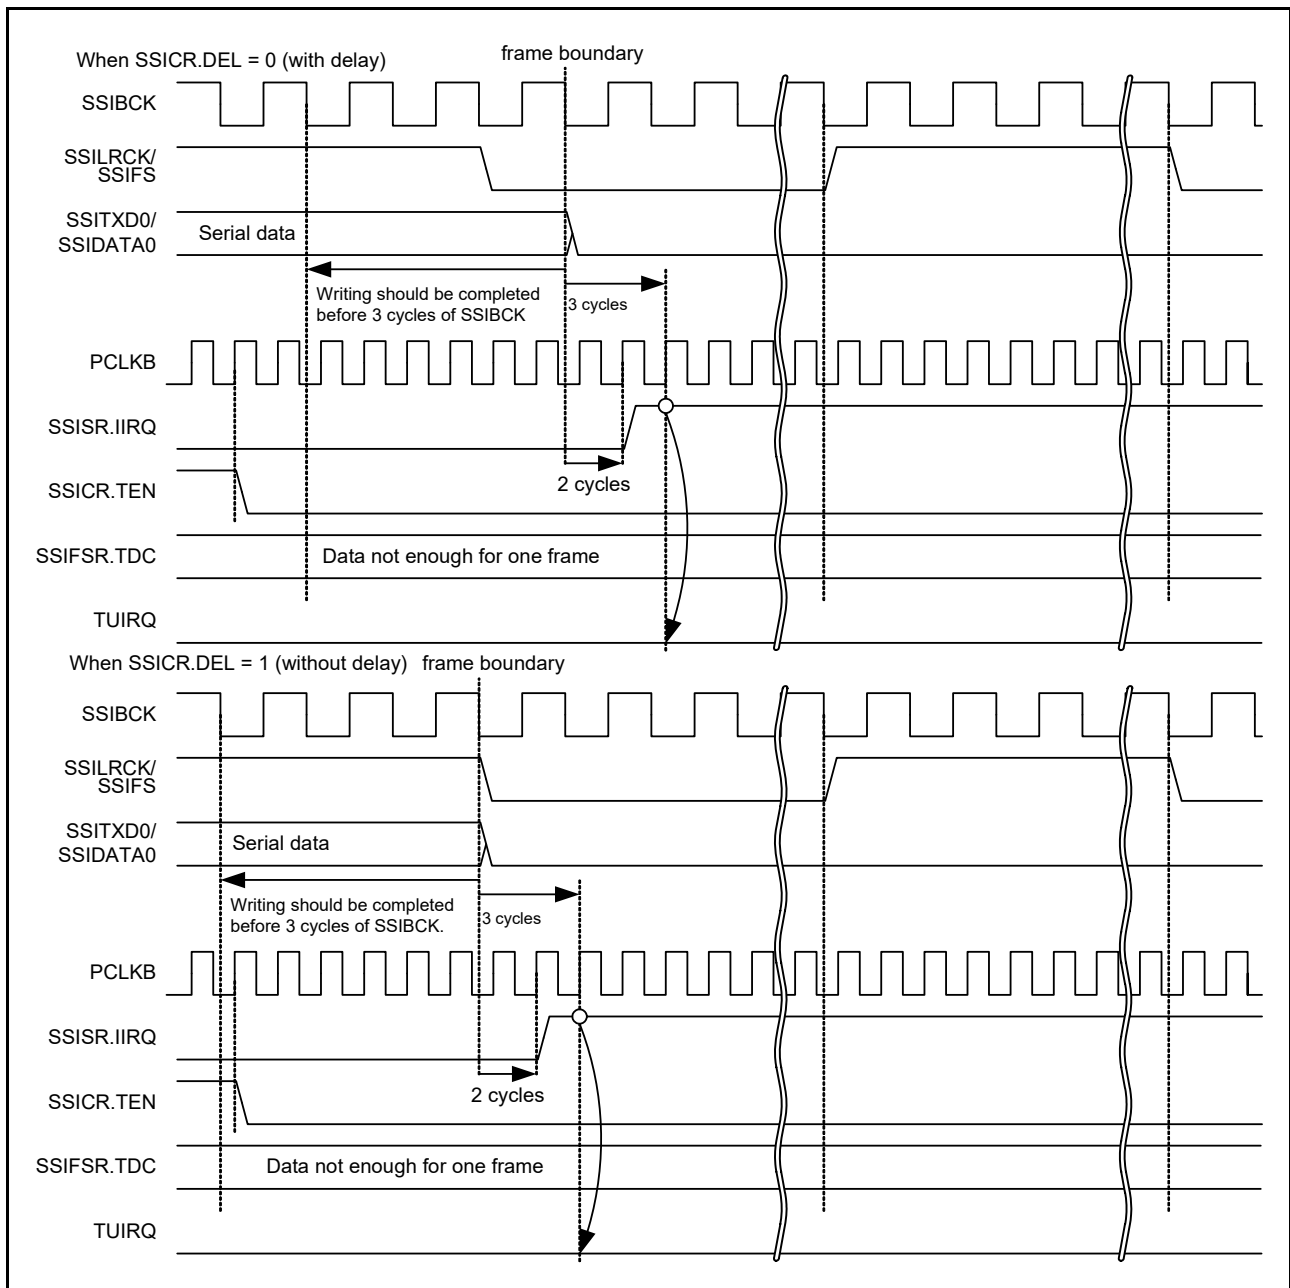 When SSICR.DEL = 0 (with delay)
frame boundary
SSIBCK
SSILRCK/
SSIFS
SSITXD0/
SSIDATA0
Serial data
Writing should be completed
before 3 cycles of SSIBCK
3 cycles
PCLKB
SSISR.IIRQ
2 cycles
SSICR.TEN
SSIFSR.TDC
Data not enough for one frame
TUIRQ
When SSICR.DEL = 1 (without delay)
frame boundary
SSIBCK
SSILRCK/
SSIFS
SSITXD0/
SSIDATA0
Serial data
Writing should be completed
before 3 cycles of SSIBCK.
3 cycles
PCLKB
SSISR.IIRQ
2 cycles
SSICR.TEN
SSIFSR.TDC
Data not enough for one frame
TUIRQ